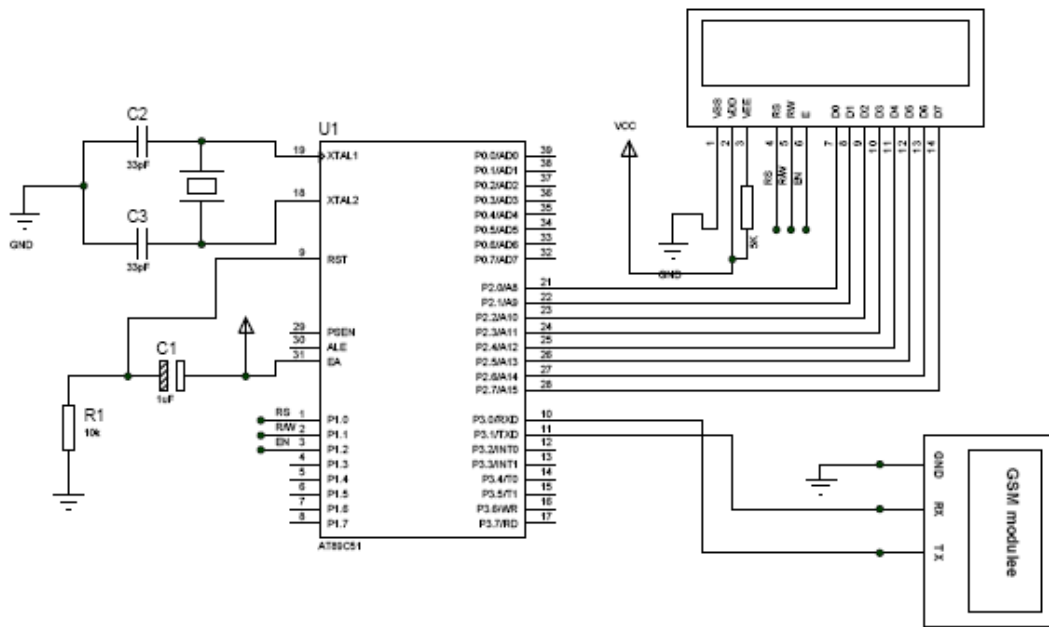 C2
33pF
C3
33pF
GND
U1
19 XTAL1
18 XTAL2
9 RST
29 PSEN
30 ALE
31 EA
RS 1 P1.0
R/W 2 P1.1
EN 3 P1.2
4 P1.3
5 P1.4
6 P1.5
7 P1.6
8 P1.7
P0.0/AD0 39
P0.1/AD1 38
P0.2/AD2 37
P0.3/AD3 36
P0.4/AD4 35
P0.5/AD5 34
P0.6/AD6 33
P0.7/AD7 32
P2.0/A8 21
P2.1/A9 22
P2.2/A10 23
P2.3/A11 24
P2.4/A12 25
P2.5/A13 26
P2.6/A14 27
P2.7/A15 28
P3.0/RXD 10
P3.1/TXD 11
P3.2/INT0 12
P3.3/INT1 13
P3.4/T0 14
P3.5/T1 15
P3.6/WR 16
P3.7/RD 17
AT89C51
C1
1uF
R1
10k
VCC
GND
5K
VSS VDD VEE RS RW E D0 D1 D2 D3 D4 D5 D6 D7
1 2 3 4 5 6 7 8 9 10 11 12 13 14
RS R/W EN
GND
RX
TX
GSM modulee